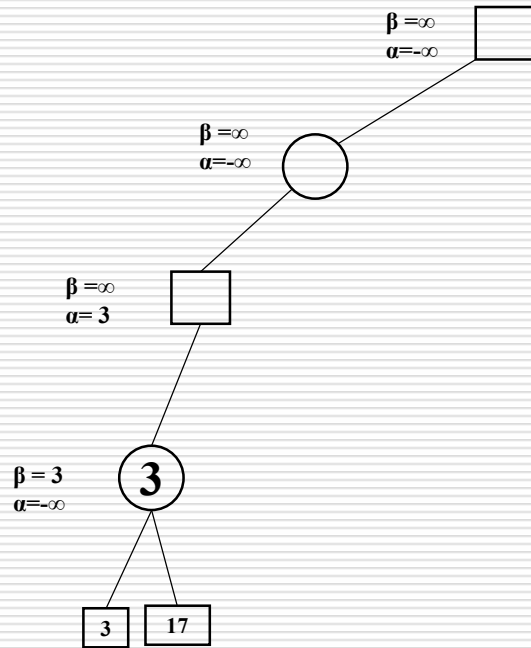 β =∞
α=-∞
β =∞
α=-∞
β =∞
α= 3
β = 3
α=-∞
3
3
17